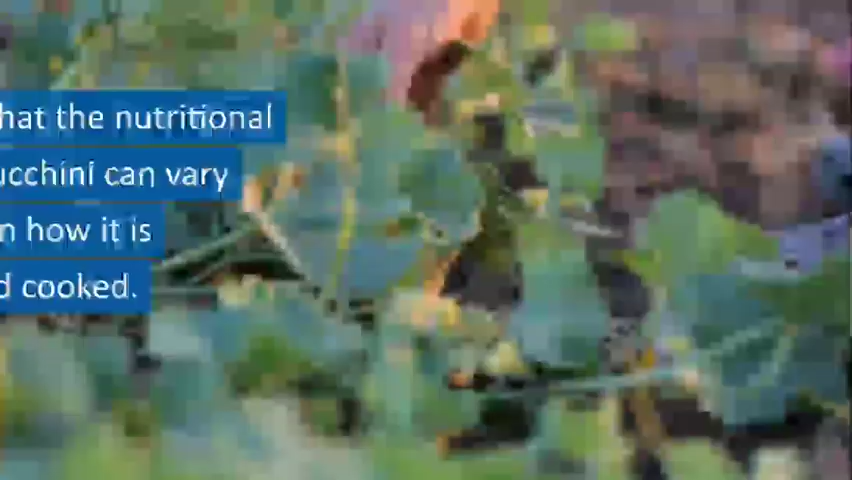 hat the nutritional
ucchini can vary
n how it is
d cooked.